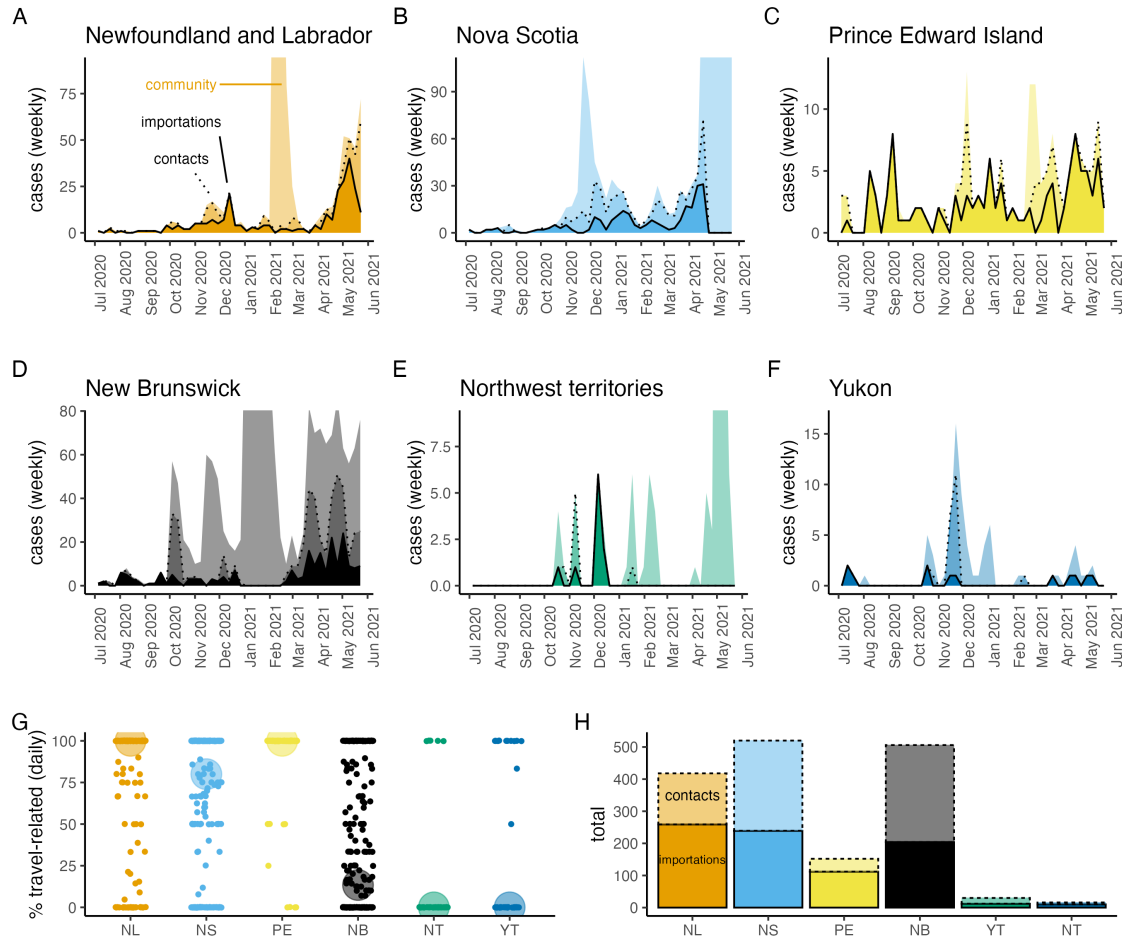 A
Newfoundland and Labrador
cases (weekly)
75
50
25
0
community
importations
contacts
Jul 2020
Aug 2020
Sep 2020
Oct 2020
Nov 2020
Dec 2020
Jan 2021
Feb 2021
Mar 2021
Apr 2021
May 2021
Jun 2021
B
Nova Scotia
cases (weekly)
90
60
30
0
Jul 2020
Aug 2020
Sep 2020
Oct 2020
Nov 2020
Dec 2020
Jan 2021
Feb 2021
Mar 2021
Apr 2021
May 2021
Jun 2021
C
Prince Edward Island
cases (weekly)
10
5
0
Jul 2020
Aug 2020
Sep 2020
Oct 2020
Nov 2020
Dec 2020
Jan 2021
Feb 2021
Mar 2021
Apr 2021
May 2021
Jun 2021
D
New Brunswick
cases (weekly)
80
60
40
20
0
Jul 2020
Aug 2020
Sep 2020
Oct 2020
Nov 2020
Dec 2020
Jan 2021
Feb 2021
Mar 2021
Apr 2021
May 2021
Jun 2021
E
Northwest territories
cases (weekly)
7.5
5.0
2.5
0.0
Jul 2020
Aug 2020
Sep 2020
Oct 2020
Nov 2020
Dec 2020
Jan 2021
Feb 2021
Mar 2021
Apr 2021
May 2021
Jun 2021
F
Yukon
cases (weekly)
15
10
5
0
Jul 2020
Aug 2020
Sep 2020
Oct 2020
Nov 2020
Dec 2020
Jan 2021
Feb 2021
Mar 2021
Apr 2021
May 2021
Jun 2021
G
% travel-related (daily)
100
75
50
25
0
NL NS PE NB NT YT
H
total
500
400
300
200
100
0
contacts
importations
NL NS PE NB YT NT